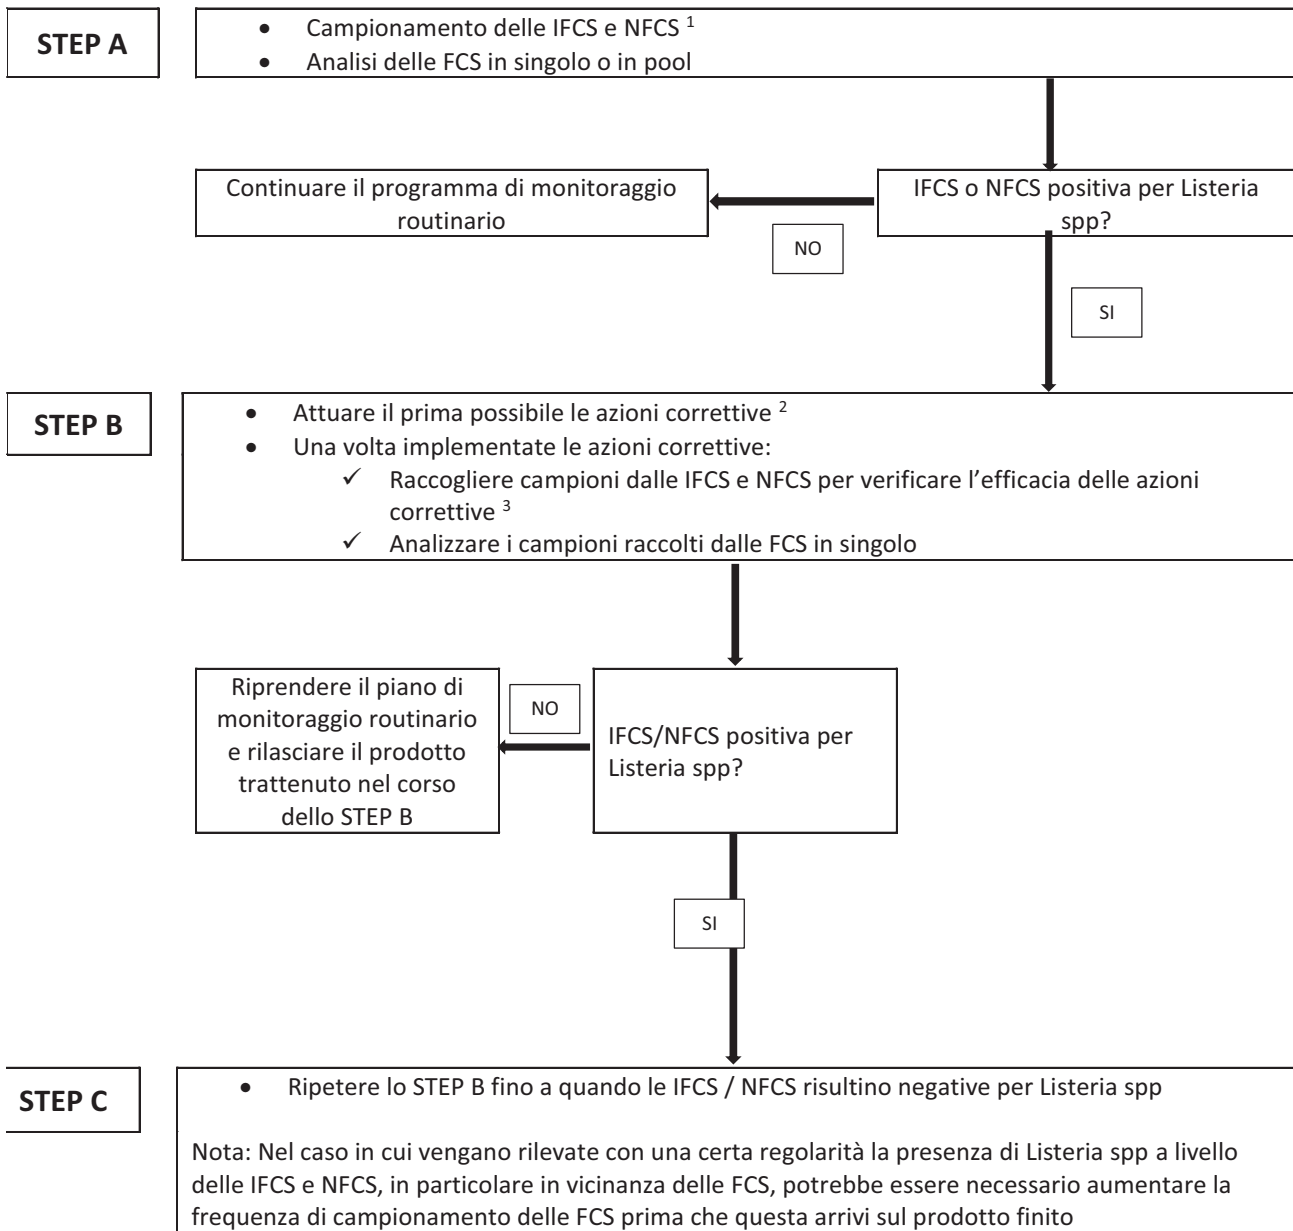 STEP A
• Campionamento delle IFCS e NFCS ¹
• Analisi delle FCS in singolo o in pool
Continuare il programma di monitoraggio
routinario
IFCS o NFCS positiva per Listeria
spp?
NO
SI
STEP B
• Attuare il prima possibile le azioni correttive ²
• Una volta implementate le azioni correttive:
✓ Raccogliere campioni dalle IFCS e NFCS per verificare l’efficacia delle azioni
correttive ³
✓ Analizzare i campioni raccolti dalle FCS in singolo
Riprendere il piano di
monitoraggio routinario
e rilasciare il prodotto
trattenuto nel corso
dello STEP B
NO
IFCS/NFCS positiva per
Listeria spp?
SI
STEP C
• Ripetere lo STEP B fino a quando le IFCS / NFCS risultino negative per Listeria spp
Nota: Nel caso in cui vengano rilevate con una certa regolarità la presenza di Listeria spp a livello
delle IFCS e NFCS, in particolare in vicinanza delle FCS, potrebbe essere necessario aumentare la
frequenza di campionamento delle FCS prima che questa arrivi sul prodotto finito